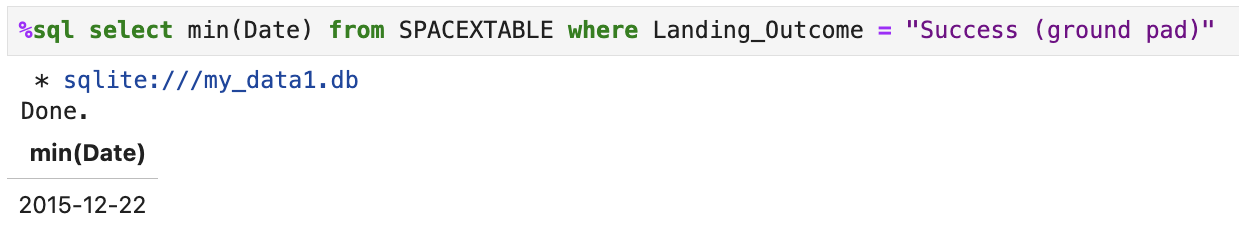 %sql select min(Date) from SPACEXTABLE where Landing_Outcome = "Success (ground pad)"
* sqlite:///my_data1.db
Done.
min(Date)
2015-12-22